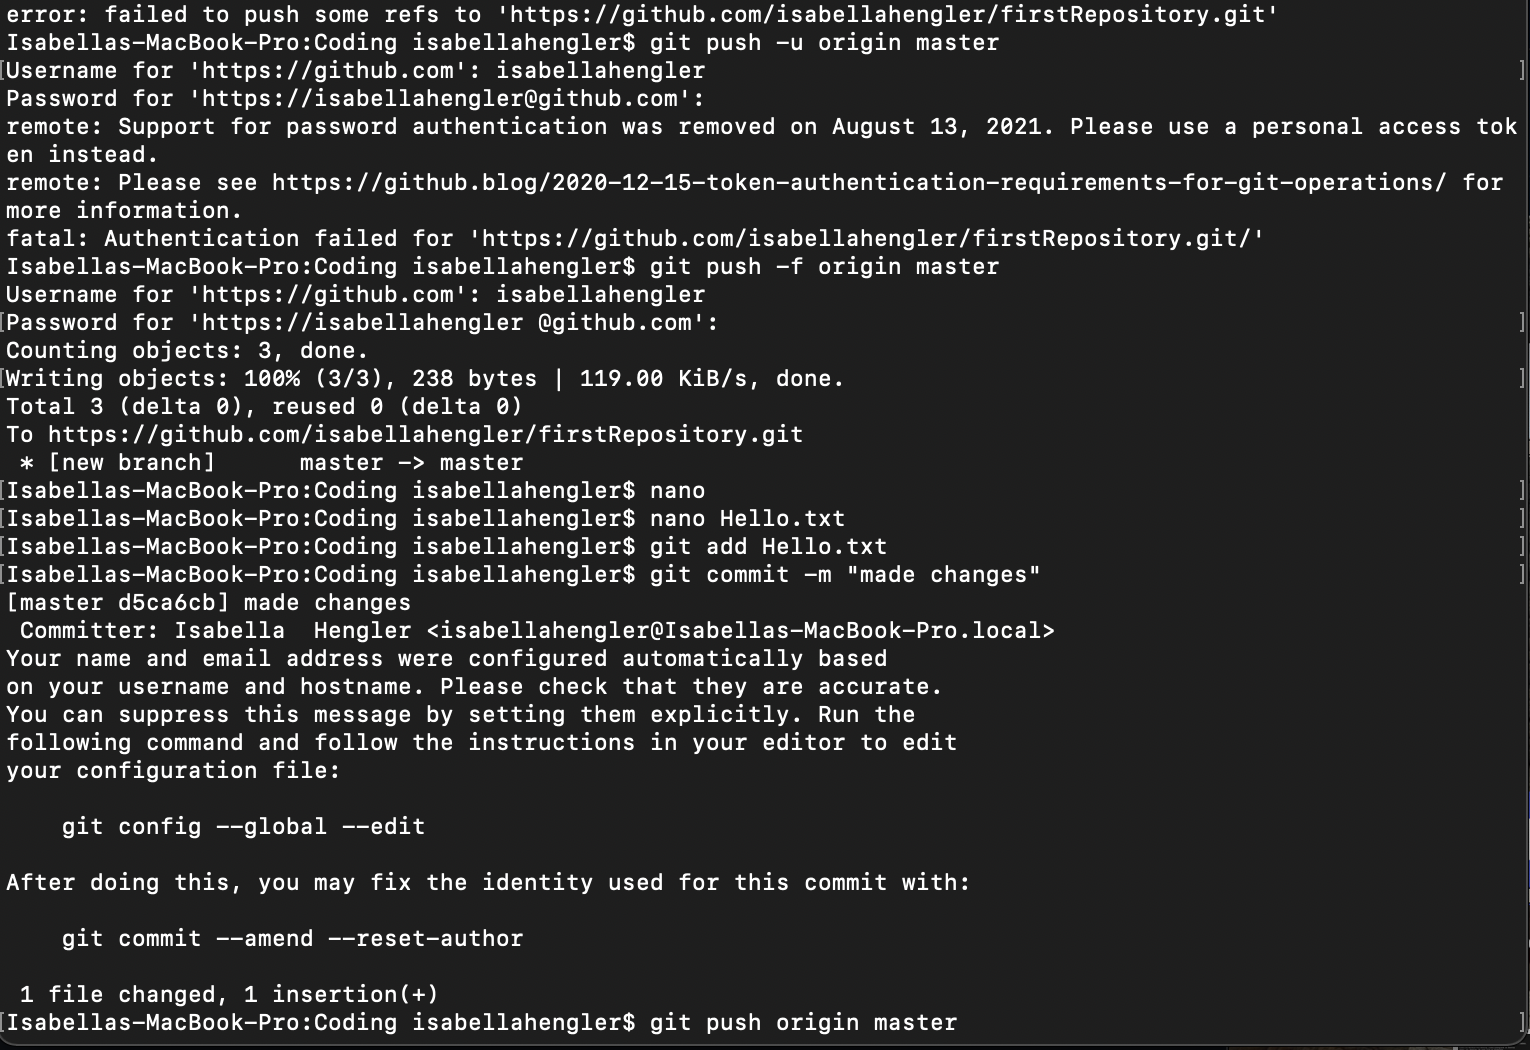 error: failed to push some refs to 'https://github.com/isabellahengler/firstRepository.git'
Isabellas-MacBook-Pro:Coding isabellahengler$ git push -u origin master
[Username for 'https://github.com': isabellahengler ]
Password for 'https://isabellahengler@github.com':
remote: Support for password authentication was removed on August 13, 2021. Please use a personal access tok
en instead.
remote: Please see https://github.blog/2020-12-15-token-authentication-requirements-for-git-operations/ for
more information.
fatal: Authentication failed for 'https://github.com/isabellahengler/firstRepository.git/'
Isabellas-MacBook-Pro:Coding isabellahengler$ git push -f origin master
Username for 'https://github.com': isabellahengler
[Password for 'https://isabellahengler @github.com': ]
Counting objects: 3, done.
[Writing objects: 100% (3/3), 238 bytes | 119.00 KiB/s, done. ]
Total 3 (delta 0), reused 0 (delta 0)
To https://github.com/isabellahengler/firstRepository.git
 * [new branch]      master -> master
[Isabellas-MacBook-Pro:Coding isabellahengler$ nano ]
[Isabellas-MacBook-Pro:Coding isabellahengler$ nano Hello.txt ]
[Isabellas-MacBook-Pro:Coding isabellahengler$ git add Hello.txt ]
[Isabellas-MacBook-Pro:Coding isabellahengler$ git commit -m "made changes" ]
[master d5ca6cb] made changes
 Committer: Isabella  Hengler <isabellahengler@Isabellas-MacBook-Pro.local>
Your name and email address were configured automatically based
on your username and hostname. Please check that they are accurate.
You can suppress this message by setting them explicitly. Run the
following command and follow the instructions in your editor to edit
your configuration file:
    git config --global --edit
After doing this, you may fix the identity used for this commit with:
    git commit --amend --reset-author
 1 file changed, 1 insertion(+)
[Isabellas-MacBook-Pro:Coding isabellahengler$ git push origin master ]